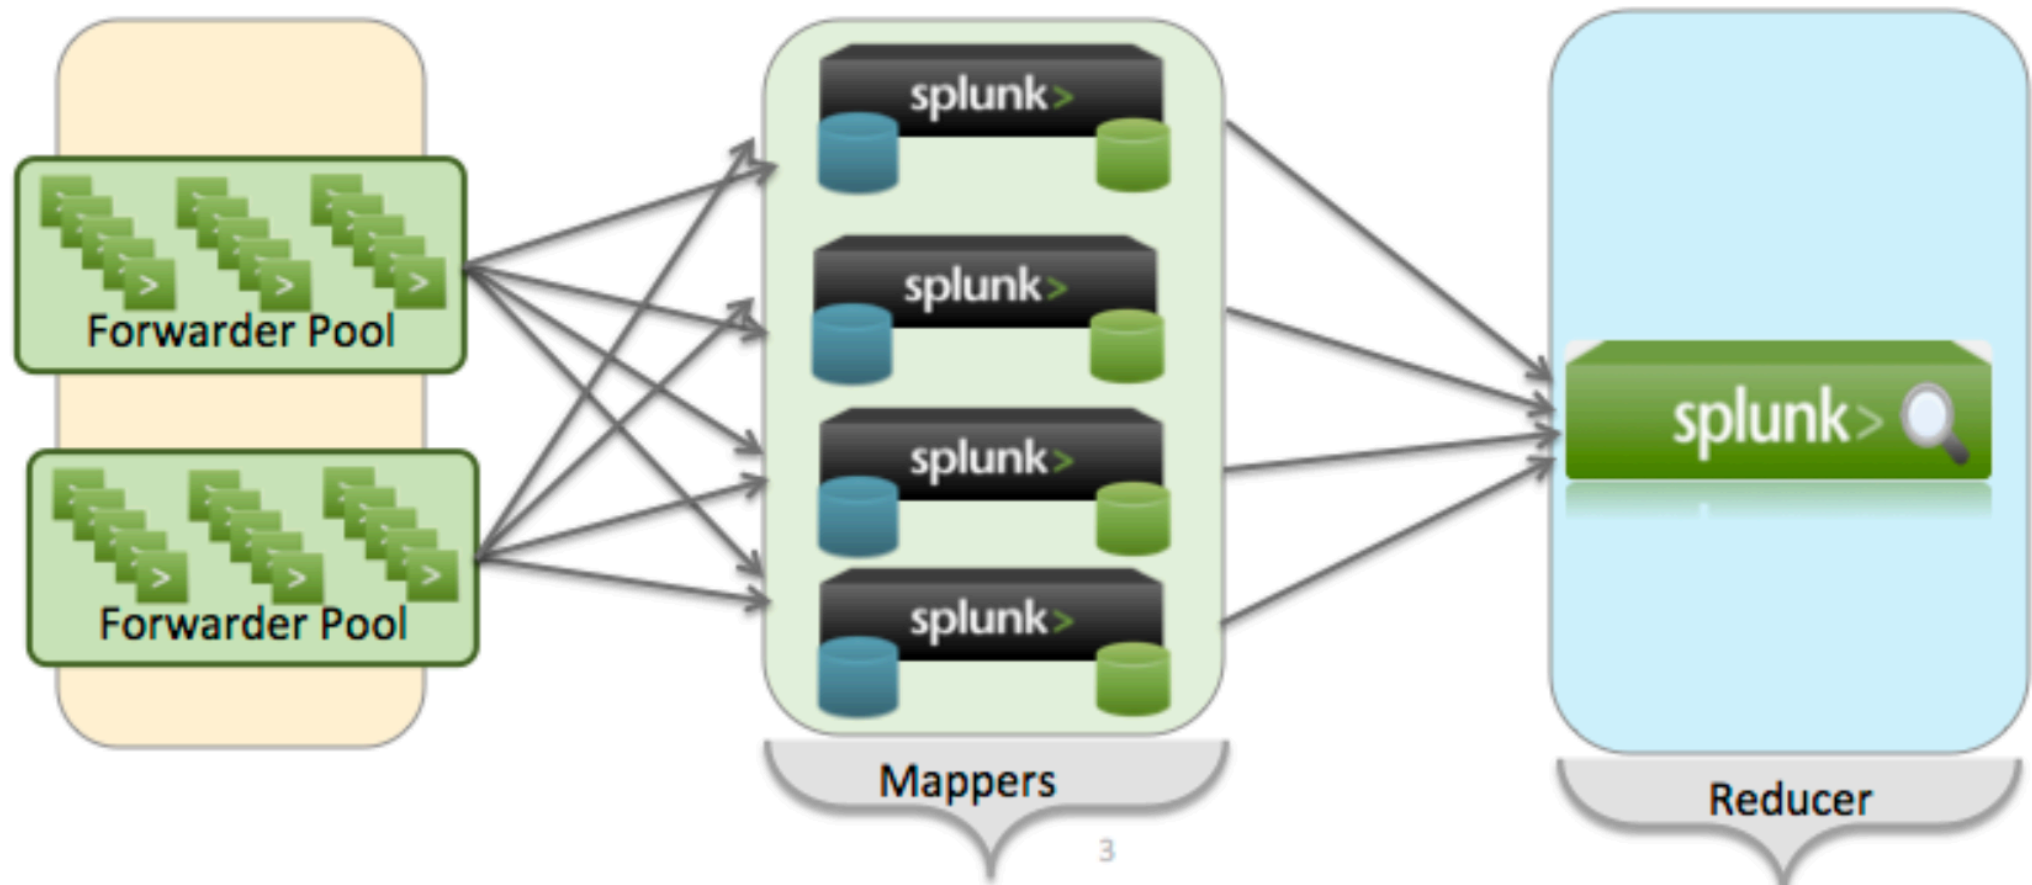 splunk>
splunk>
splunk>
splunk>
Forwarder Pool
Forwarder Pool
splunk>
Mappers
Reducer
3